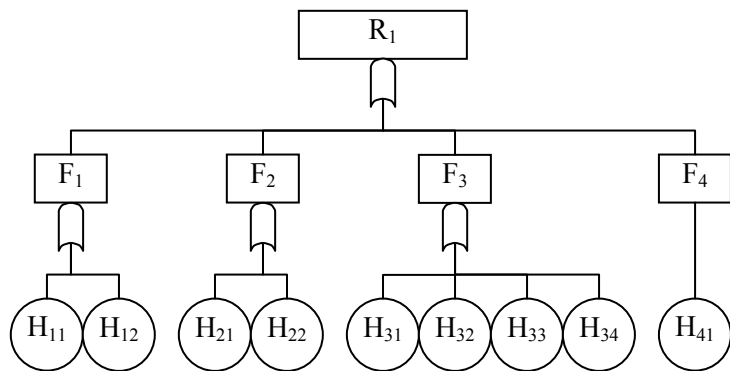 R₁
F₁ F₂ F₃ F₄
H₁₁ H₁₂ H₂₁ H₂₂ H₃₁ H₃₂ H₃₃ H₃₄ H₄₁